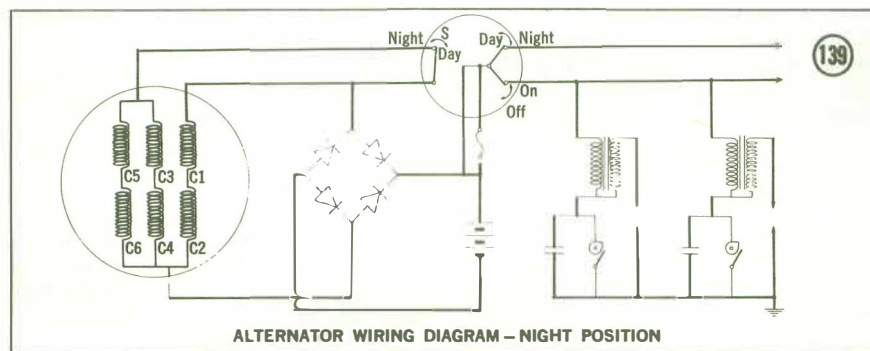 Night S
Day
Day Night
139
On
Off
C5 C3 C1
C6 C4 C2
ALTERNATOR WIRING DIAGRAM – NIGHT POSITION